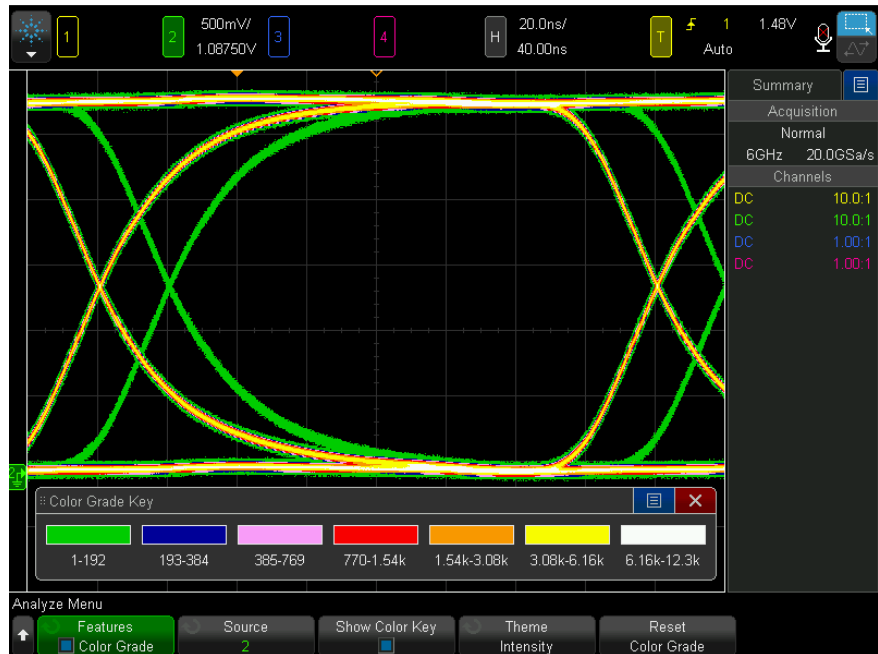 1
2
500mV/
1.08750V
3
4
H
20.0ns/
40.00ns
T
1
1.48V
Auto
Summary
Acquisition
Normal
6GHz 20.0GSa/s
Channels
DC 10.0:1
DC 10.0:1
DC 1.00:1
DC 1.00:1
2
Color Grade Key
1-192 193-384 385-769 770-1.54k 1.54k-3.08k 3.08k-6.16k 6.16k-12.3k
Analyze Menu
Features
Color Grade
Source
2
Show Color Key
Theme
Intensity
Reset
Color Grade